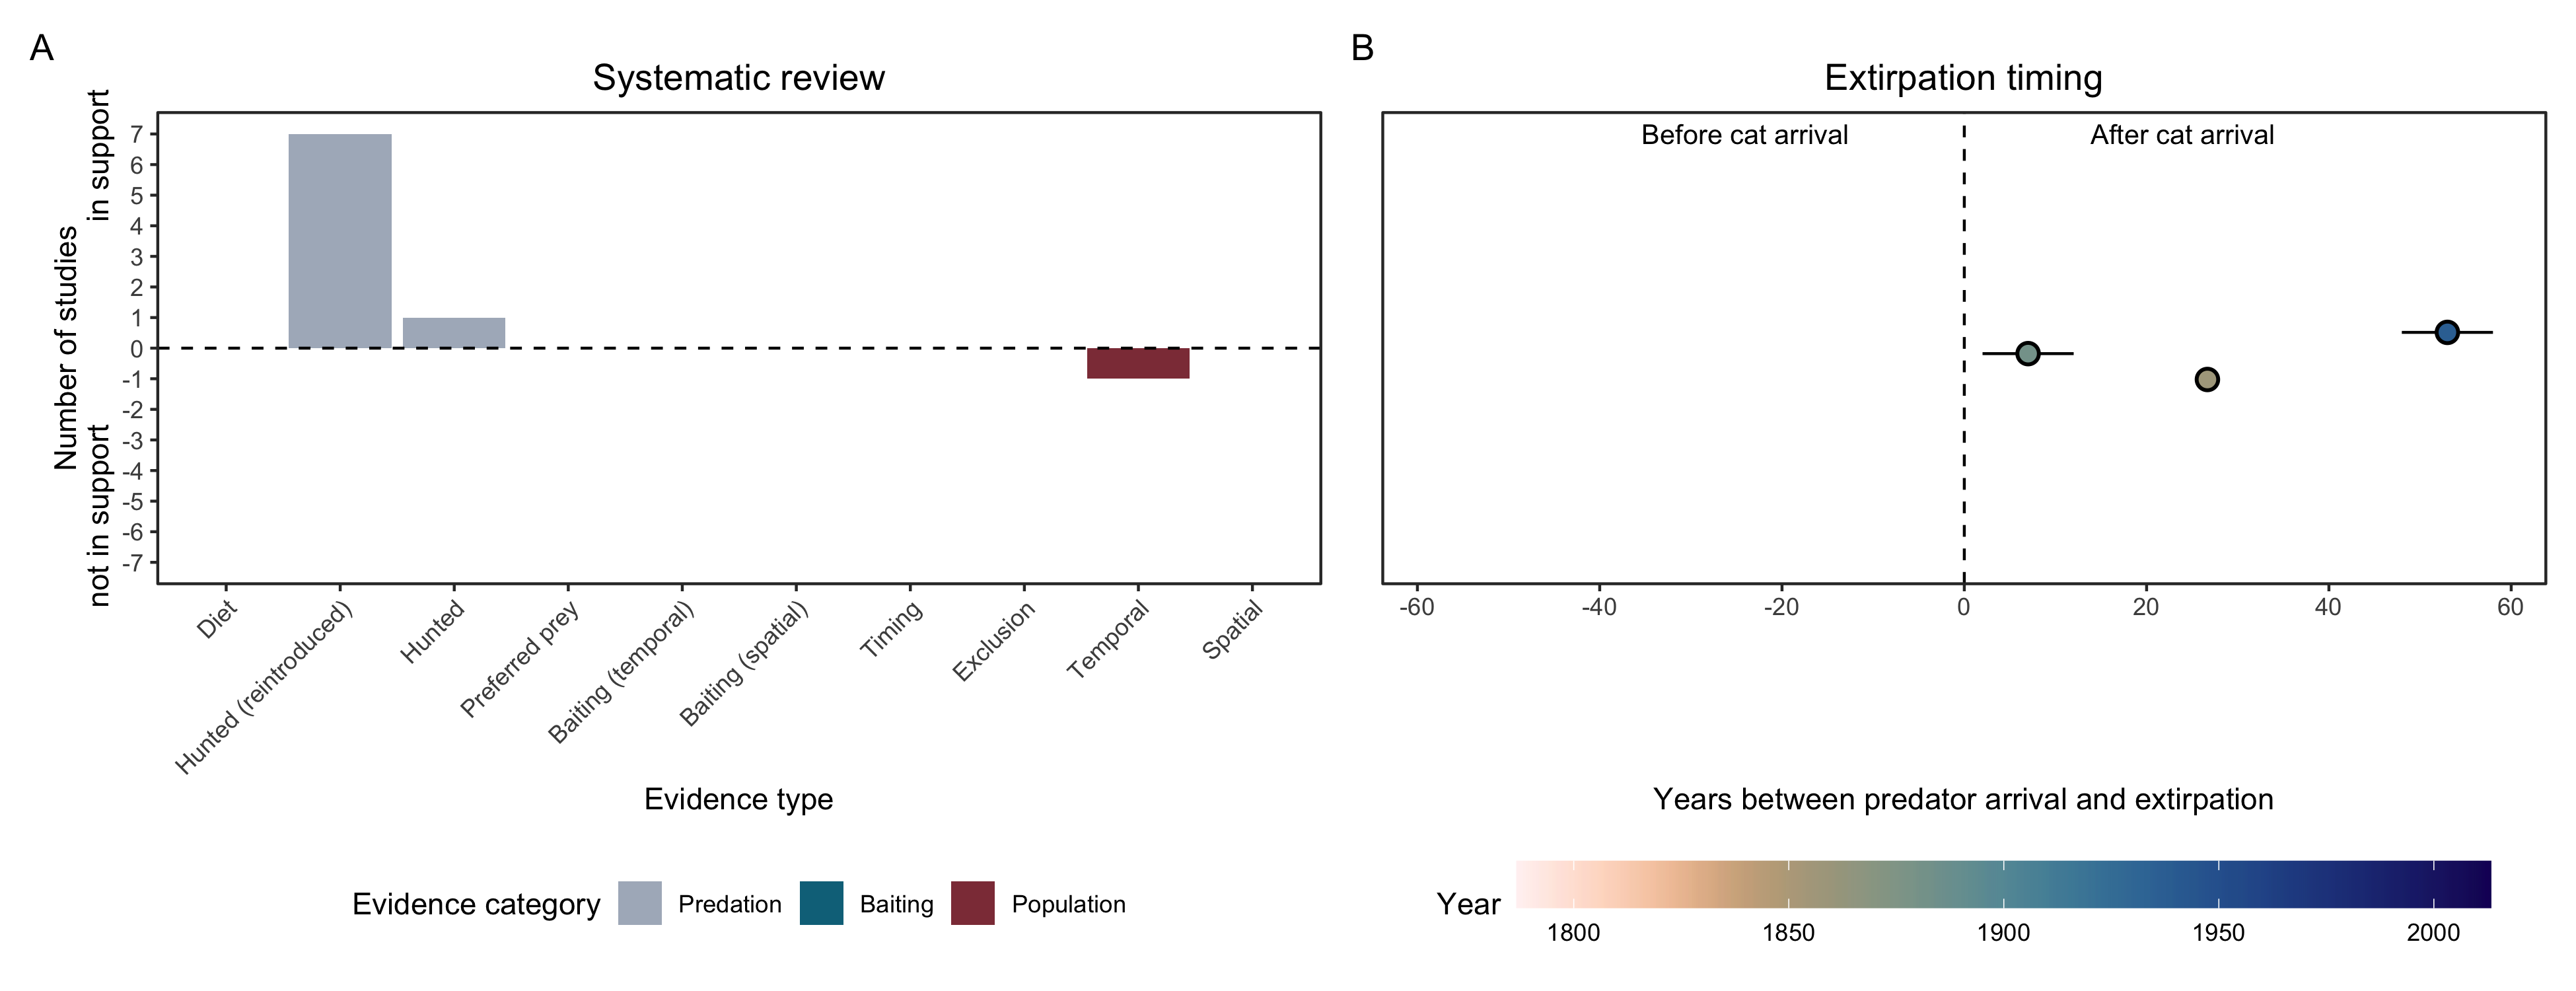 A
Systematic review
in support
Number of studies
not in support
7
6
5
4
3
2
1
0
-1
-2
-3
-4
-5
-6
-7
Diet
Hunted (reintroduced)
Hunted
Preferred prey
Baiting (temporal)
Baiting (spatial)
Timing
Exclusion
Temporal
Spatial
Evidence type
Evidence category
Predation
Baiting
Population
B
Extirpation timing
Before cat arrival
After cat arrival
-60
-40
-20
0
20
40
60
Years between predator arrival and extirpation
Year
1800
1850
1900
1950
2000